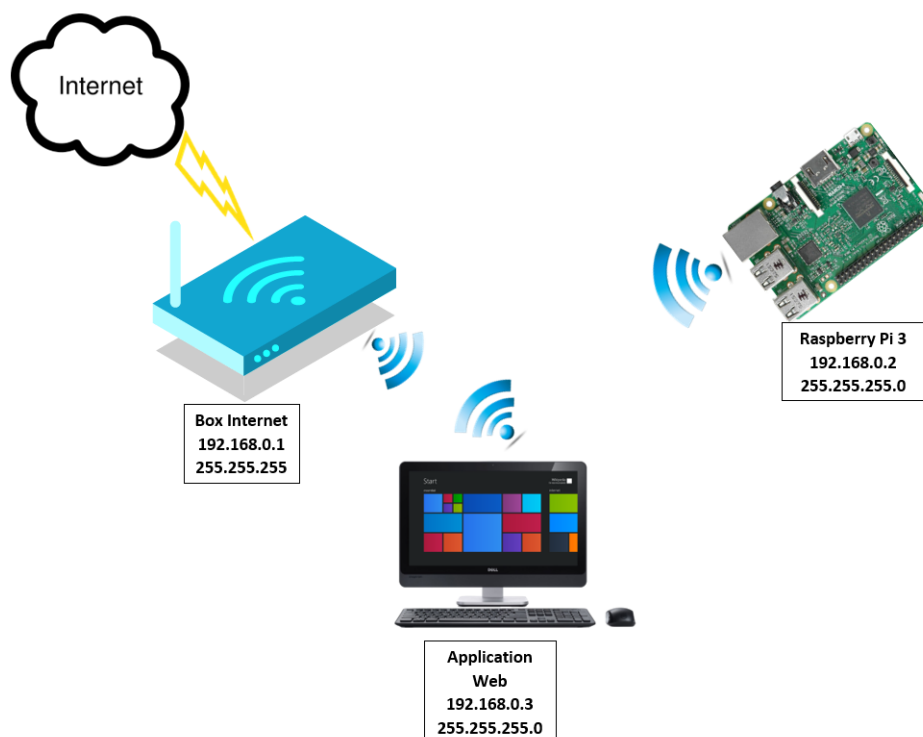 Internet
Raspberry Pi 3
192.168.0.2
255.255.255.0
Box Internet
192.168.0.1
255.255.255
Start
DELL
Application
Web
192.168.0.3
255.255.255.0